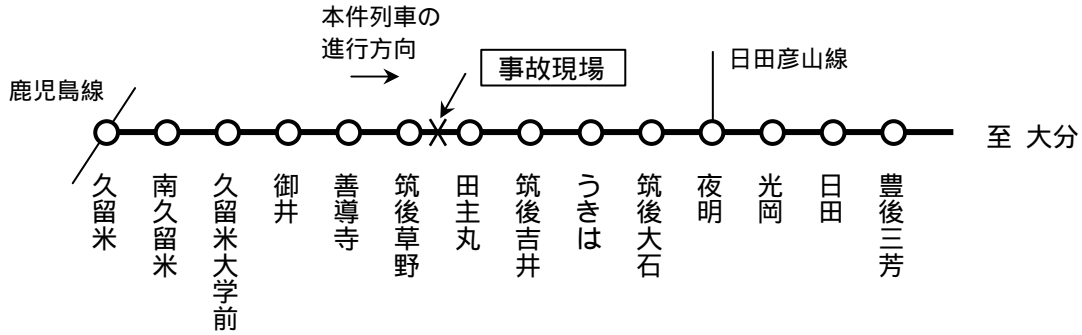 本件列車の
進行方向
事故現場
日田彦山線
鹿児島線
至 大分
久留米
南久留米
久留米大学前
御井
善導寺
筑後草野
田主丸
筑後吉井
うきは
筑後大石
夜明
光岡
日田
豊後三芳